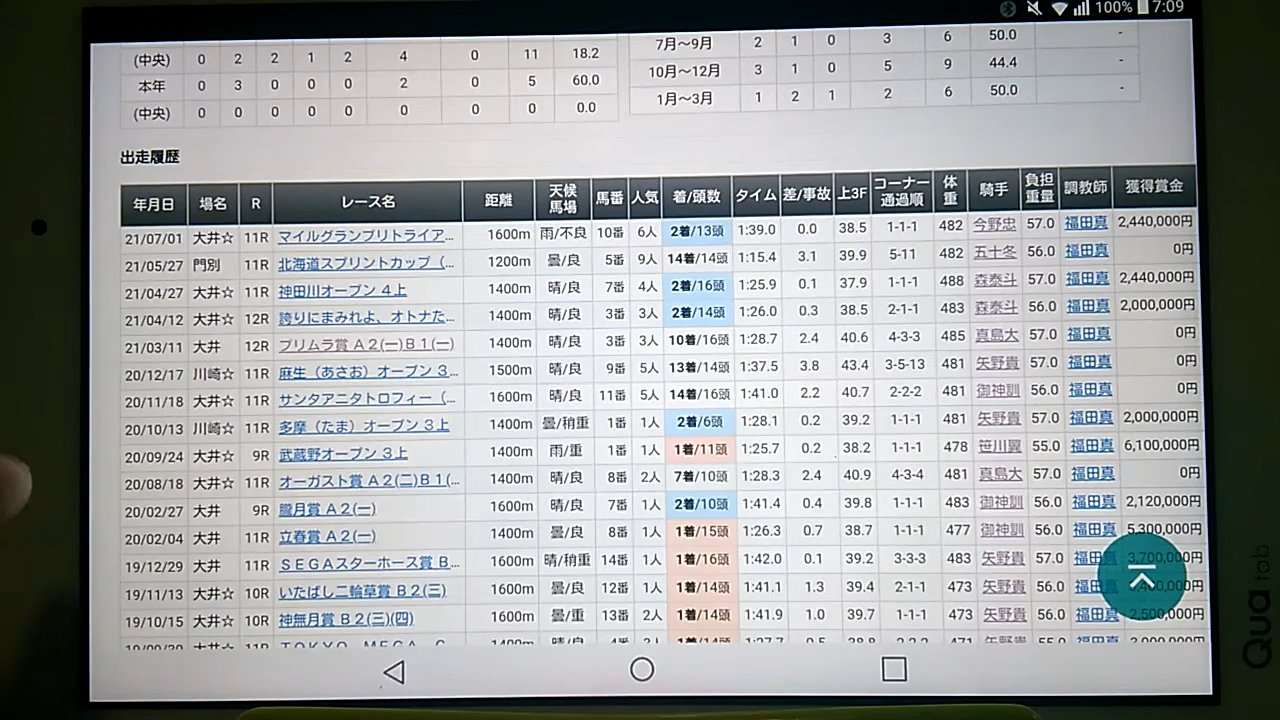 100% 7:09
(中央) 0 2 2 1 2 4 0 11 18.2
本年 0 3 0 0 0 2 0 5 60.0
(中央) 0 0 0 0 0 0 0 0 0.0
7月〜9月 2 1 0 3 6 50.0 -
10月〜12月 3 1 0 5 9 44.4 -
1月〜3月 1 2 1 2 6 50.0 -
出走履歴
年月日 場名 R レース名 距離 天候馬場 馬番 人気 着/頭数 タイム 差/事故 上3F コーナー通過順 体重 騎手 負担重量 調教師 獲得賞金
21/07/01 大井☆ 11R マイルグランプリトライア… 1600m 雨/不良 10番 6人 2着/13頭 1:39.0 0.0 38.5 1-1-1 482 今野忠 57.0 福田真 2,440,000円
21/05/27 門別 11R 北海道スプリントカップ（… 1200m 曇/良 5番 9人 14着/14頭 1:15.4 3.1 39.9 5-11 482 五十冬 56.0 福田真 0円
21/04/27 大井☆ 11R 神田川オープン４上 1400m 晴/良 7番 4人 2着/16頭 1:25.9 0.1 37.9 1-1-1 488 森泰斗 57.0 福田真 2,440,000円
21/04/12 大井☆ 12R 誇りにまみれよ、オトナた… 1400m 晴/良 3番 3人 2着/14頭 1:26.0 0.3 38.5 2-1-1 483 森泰斗 56.0 福田真 2,000,000円
21/03/11 大井 12R プリムラ賞Ａ２(一)Ｂ１(一) 1400m 晴/良 3番 3人 10着/16頭 1:28.7 2.4 40.6 4-3-3 485 真島大 57.0 福田真 0円
20/12/17 川崎☆ 11R 麻生（あさお）オープン３… 1500m 晴/良 9番 5人 13着/14頭 1:37.5 3.8 43.4 3-5-13 481 矢野貴 57.0 福田真 0円
20/11/18 大井☆ 11R サンタアニタトロフィー（… 1600m 晴/良 11番 5人 14着/16頭 1:41.0 2.2 40.7 2-2-2 481 御神訓 56.0 福田真 0円
20/10/13 川崎☆ 11R 多摩（たま）オープン３上 1400m 曇/稍重 1番 1人 2着/6頭 1:28.1 0.2 39.2 1-1-1 481 矢野貴 57.0 福田真 2,000,000円
20/09/24 大井☆ 9R 武蔵野オープン３上 1400m 雨/重 1番 1人 1着/11頭 1:25.7 0.2 38.2 1-1-1 478 笹川翼 55.0 福田真 6,100,000円
20/08/18 大井☆ 11R オーガスト賞Ａ２(二)Ｂ１(… 1400m 晴/良 8番 2人 7着/10頭 1:28.3 2.4 40.9 4-3-4 481 真島大 57.0 福田真 0円
20/02/27 大井 9R 朧月賞Ａ２(一) 1600m 晴/良 7番 1人 2着/10頭 1:41.4 0.4 39.8 1-1-1 483 御神訓 56.0 福田真 2,120,000円
20/02/04 大井 11R 立春賞Ａ２(一) 1400m 曇/良 8番 1人 1着/15頭 1:26.3 0.7 38.7 1-1-1 477 御神訓 56.0 福田真 5,300,000円
19/12/29 大井 11R ＳＥＧＡスターホース賞Ｂ… 1600m 晴/稍重 14番 1人 1着/16頭 1:42.0 0.1 39.2 3-3-3 483 矢野貴 57.0 福田真 3,700,000円
19/11/13 大井☆ 10R いたばし二輪草賞Ｂ２(三) 1600m 曇/良 12番 1人 1着/14頭 1:41.1 1.3 39.4 2-1-1 473 矢野貴 56.0 福田真
19/10/15 大井☆ 10R 神無月賞Ｂ２(三)(四) 1600m 曇/重 13番 2人 1着/14頭 1:41.9 1.0 39.7 1-1-1 473 矢野貴 56.0 福田真 2,500,000円
Qua tab